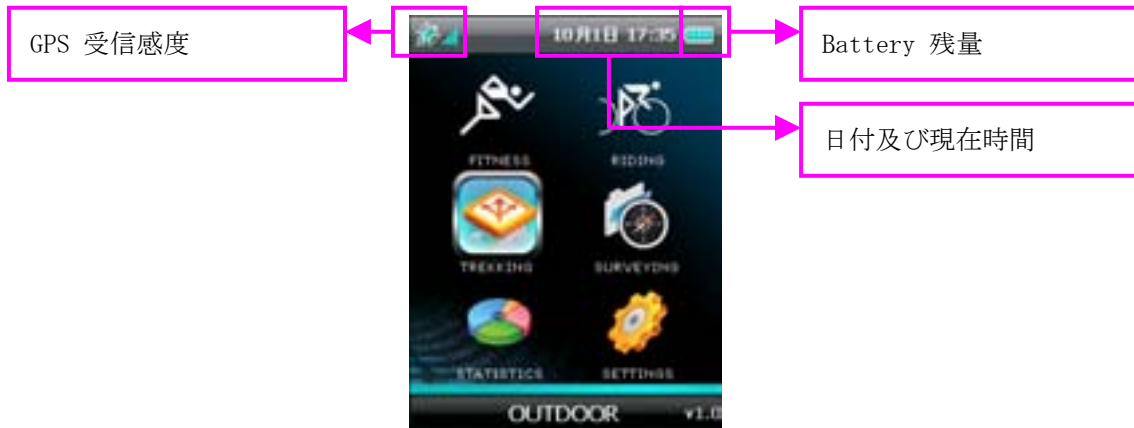 GPS 受信感度
10月1日 17:35
Battery 残量
日付及び現在時間
FITNESS
RIDING
TREKKING
SURVEYING
STATISTICS
SETTINGS
OUTDOOR
v1.0